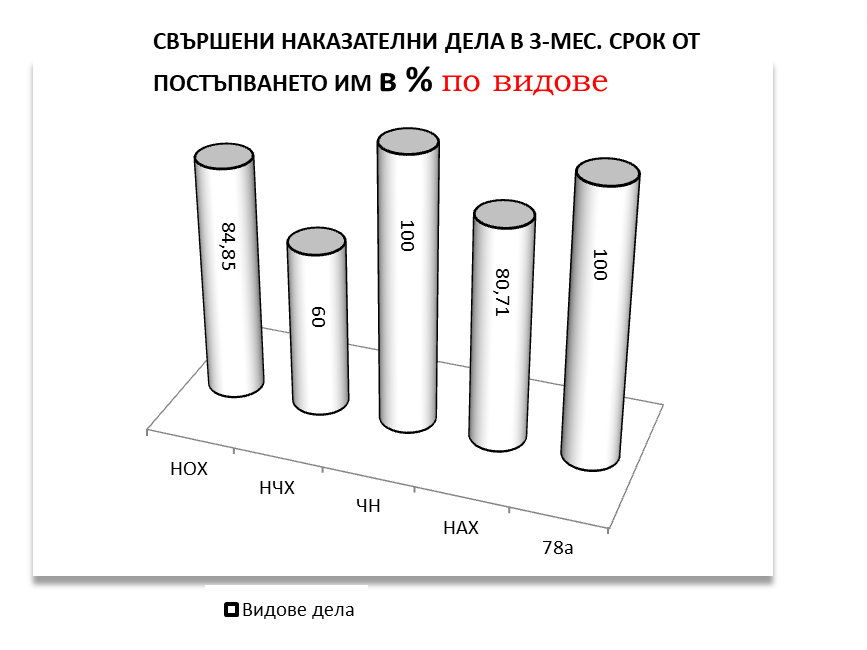 СВЪРШЕНИ НАКАЗАТЕЛНИ ДЕЛА В 3-МЕС. СРОК ОТ
ПОСТЪПВАНЕТО ИМ в % по видове
84,85
60
100
80,71
100
НОХ
НЧХ
ЧН
НАХ
78а
Видове дела